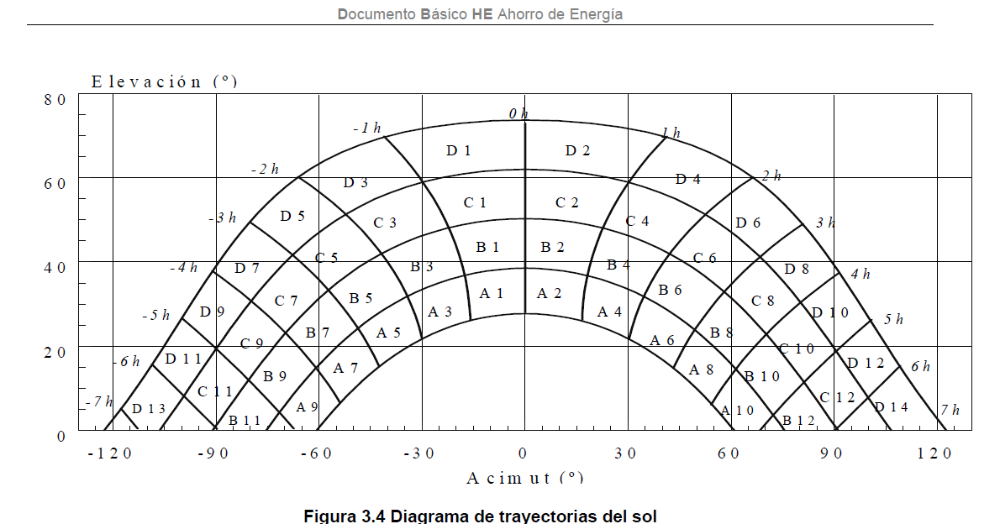 Documento Básico HE Ahorro de Energía
Elevación (º)
80
60
40
20
0
0 h
-1 h
1 h
-2 h
2 h
-3 h
3 h
-4 h
4 h
-5 h
5 h
-6 h
6 h
-7 h
7 h
D 1
D 2
D 3
D 4
D 5
D 6
D 7
D 8
D 9
D 10
D 11
D 12
D 13
D 14
C 1
C 2
C 3
C 4
C 5
C 6
C 7
C 8
C 9
C 10
C 11
C 12
B 1
B 2
B 3
B 4
B 5
B 6
B 7
B 8
B 9
B 10
B 11
B 12
A 1
A 2
A 3
A 4
A 5
A 6
A 7
A 8
A 9
A 10
-120 -90 -60 -30 0 30 60 90 120
Acimut (º)
Figura 3.4 Diagrama de trayectorias del sol